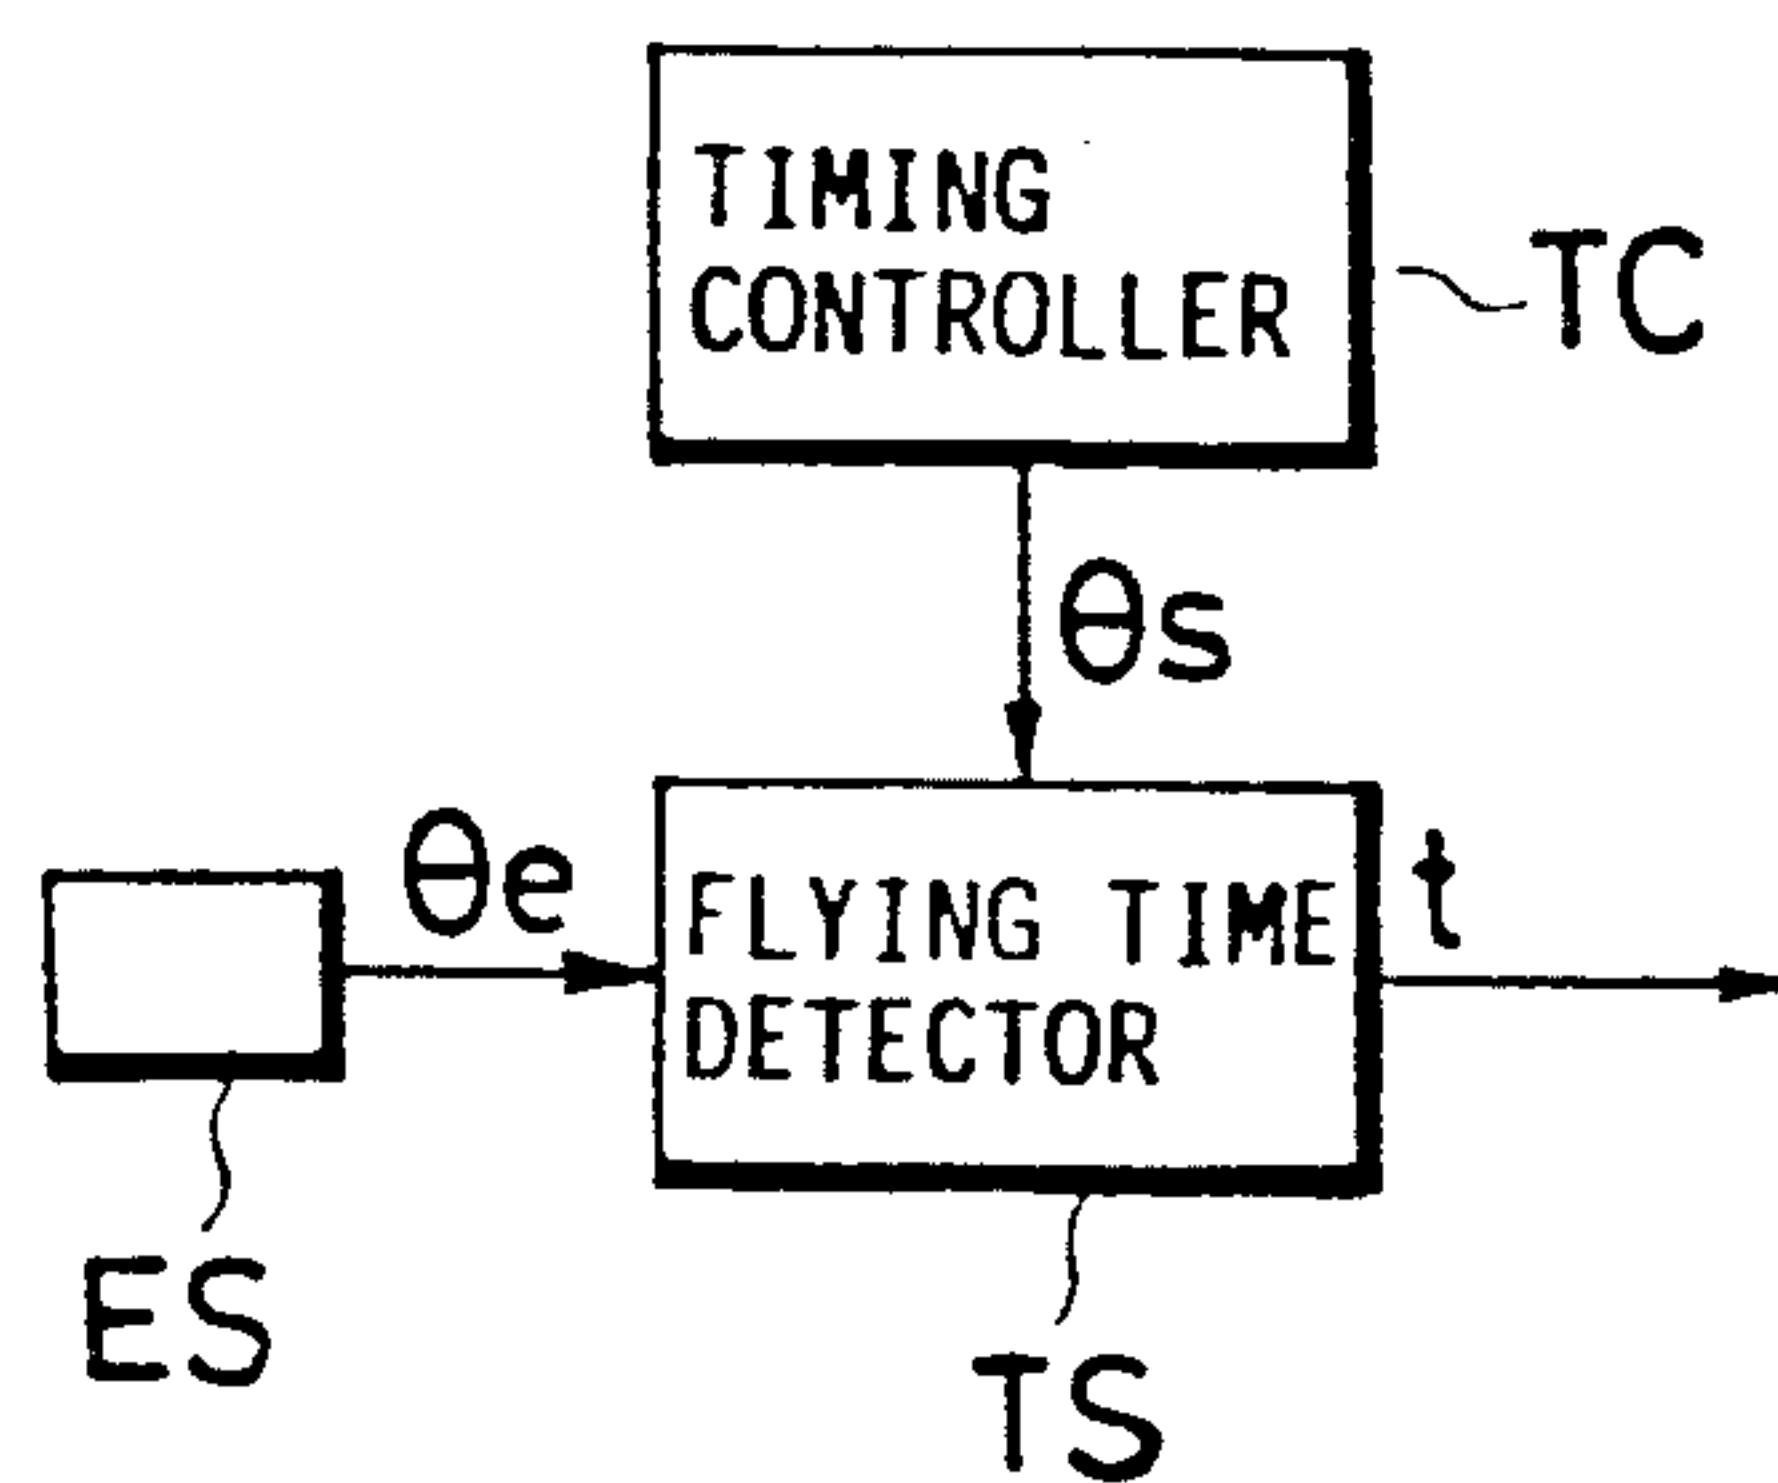 TIMING
CONTROLLER
TC
θs
θe
FLYING TIME
DETECTOR
t
ES
TS